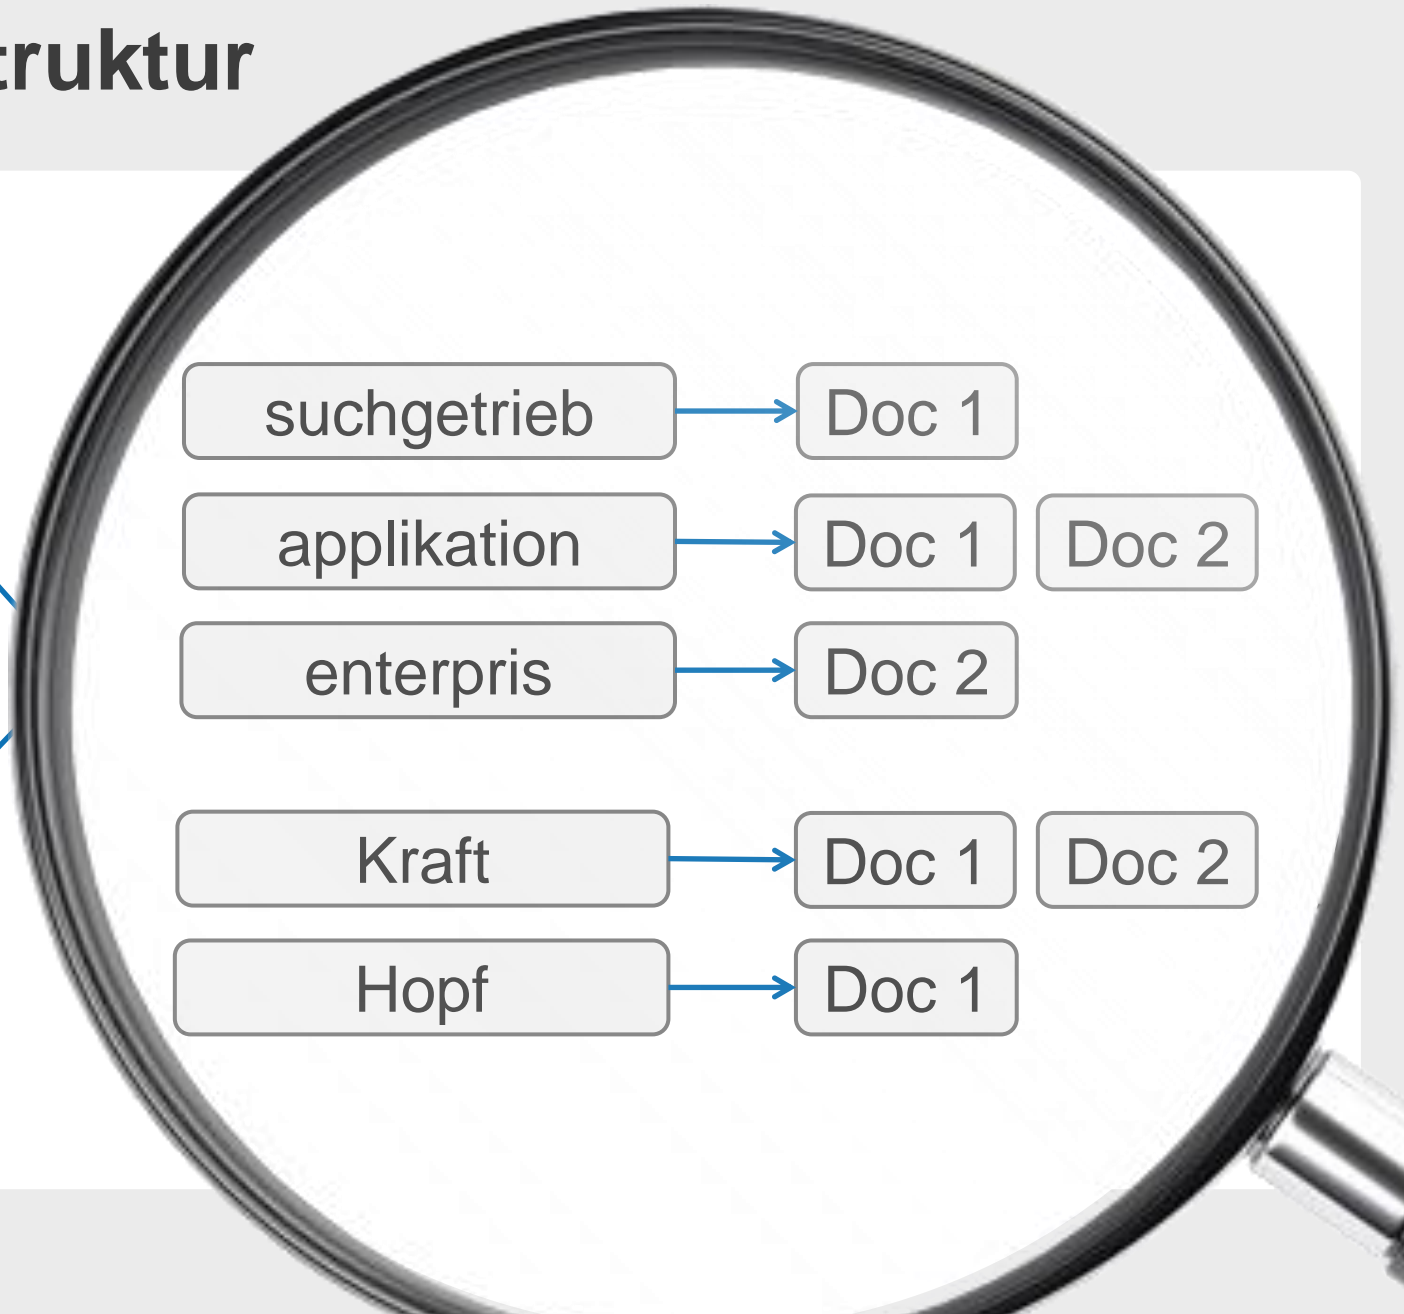 truktur
suchgetrieb Doc 1
applikation Doc 1 Doc 2
enterpris Doc 2
Kraft Doc 1 Doc 2
Hopf Doc 1